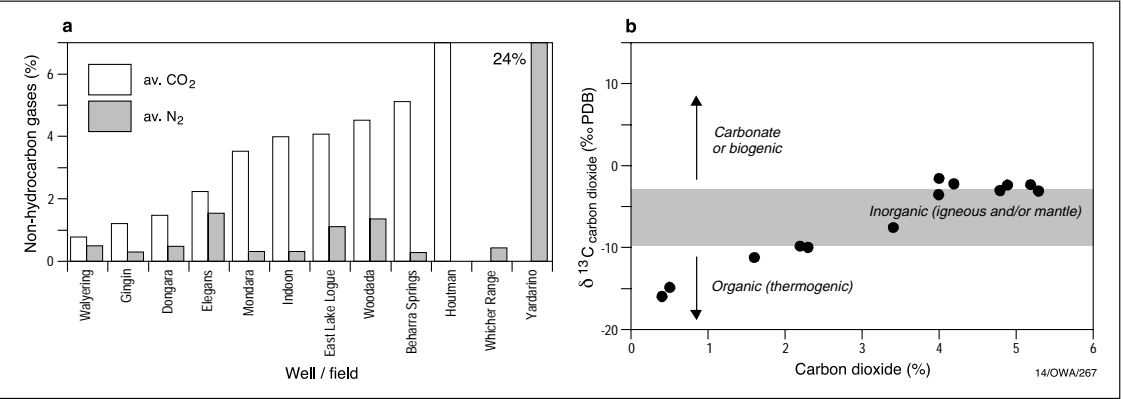 a
Non-hydrocarbon gases (%)
6
4
2
0
av. CO₂
av. N₂
24%
Walyering
Gingin
Dongara
Elegans
Mondara
Indoon
East Lake Logue
Woodada
Beharra Springs
Houtman
Whicher Range
Yardarino
Well / field
b
δ ¹³C carbon dioxide (‰ PDB)
10
0
-10
-20
Carbonate
or biogenic
Inorganic (igneous and/or mantle)
Organic (thermogenic)
0 1 2 3 4 5 6
Carbon dioxide (%)
14/OWA/267